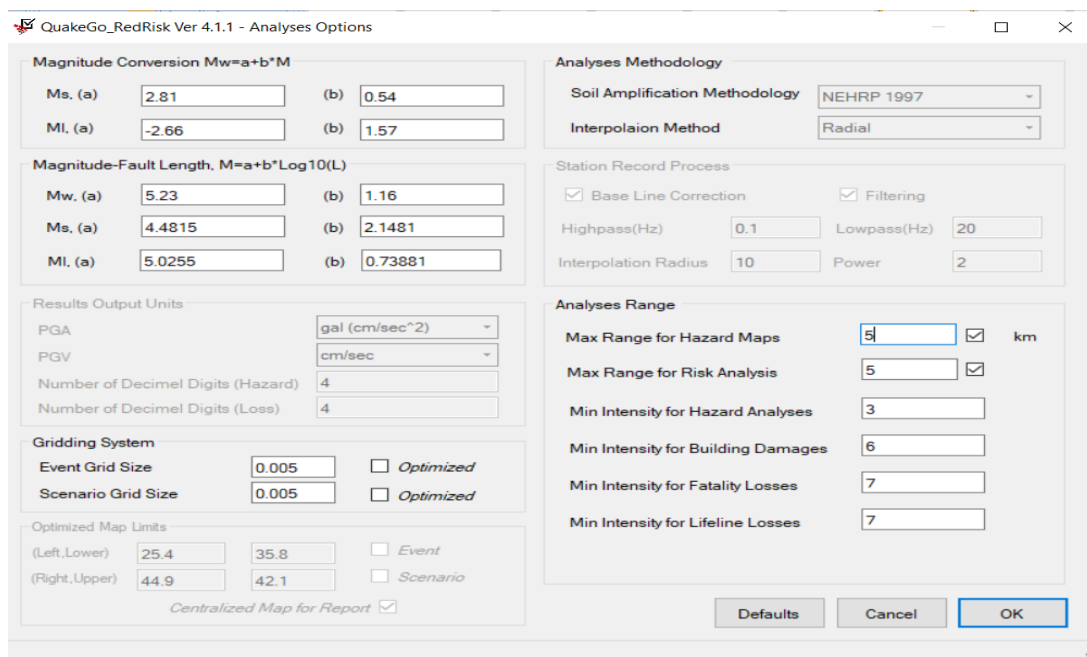 QuakeGo_RedRisk Ver 4.1.1 - Analyses Options
Magnitude Conversion Mw=a+b*M
Ms, (a) 2.81 (b) 0.54
Ml, (a) -2.66 (b) 1.57
Magnitude-Fault Length, M=a+b*Log10(L)
Mw, (a) 5.23 (b) 1.16
Ms, (a) 4.4815 (b) 2.1481
Ml, (a) 5.0255 (b) 0.73881
Results Output Units
PGA gal (cm/sec^2)
PGV cm/sec
Number of Decimel Digits (Hazard) 4
Number of Decimel Digits (Loss) 4
Gridding System
Event Grid Size 0.005 Optimized
Scenario Grid Size 0.005 Optimized
Optimized Map Limits
(Left,Lower) 25.4 35.8 Event
(Right,Upper) 44.9 42.1 Scenario
Centralized Map for Report
Analyses Methodology
Soil Amplification Methodology NEHRP 1997
Interpolaion Method Radial
Station Record Process
Base Line Correction Filtering
Highpass(Hz) 0.1 Lowpass(Hz) 20
Interpolation Radius 10 Power 2
Analyses Range
Max Range for Hazard Maps 5 km
Max Range for Risk Analysis 5
Min Intensity for Hazard Analyses 3
Min Intensity for Building Damages 6
Min Intensity for Fatality Losses 7
Min Intensity for Lifeline Losses 7
Defaults Cancel OK